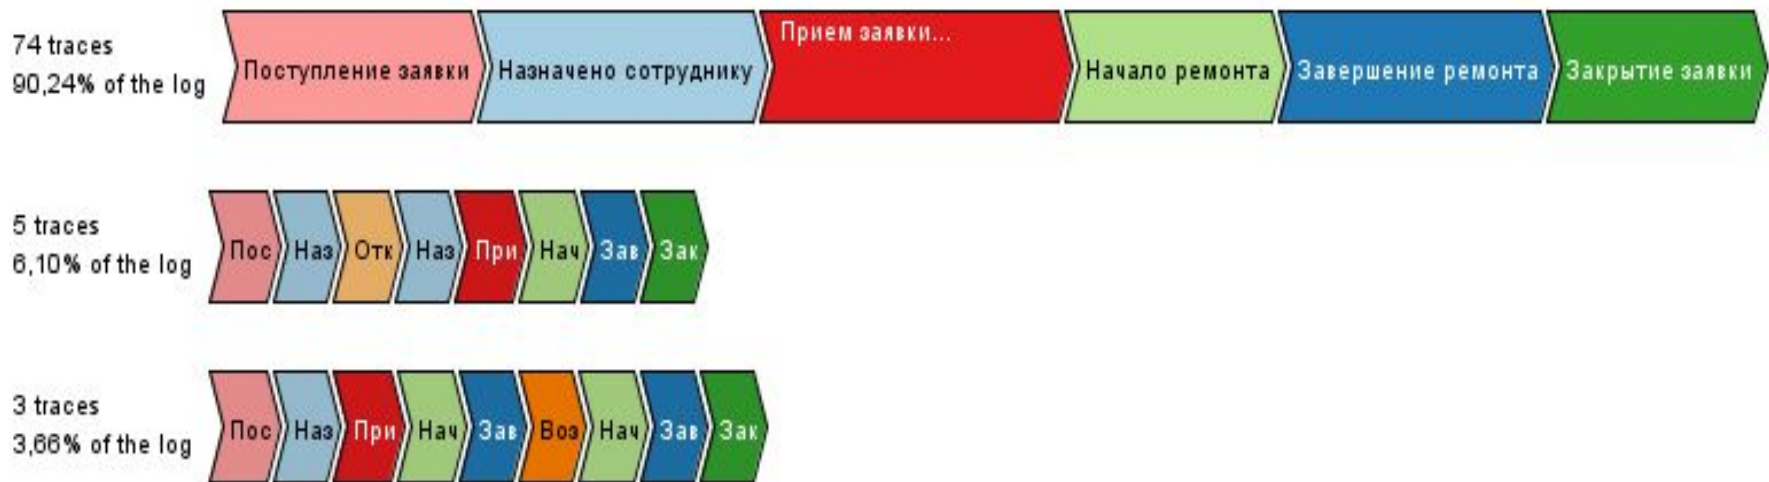 74 traces
90,24% of the log
Поступление заявки Назначено сотруднику Прием заявки... Начало ремонта Завершение ремонта Закрытие заявки
5 traces
6,10% of the log
Пос Наз Отк Наз При Нач Зав Зак
3 traces
3,66% of the log
Пос Наз При Нач Зав Воз Нач Зав Зак